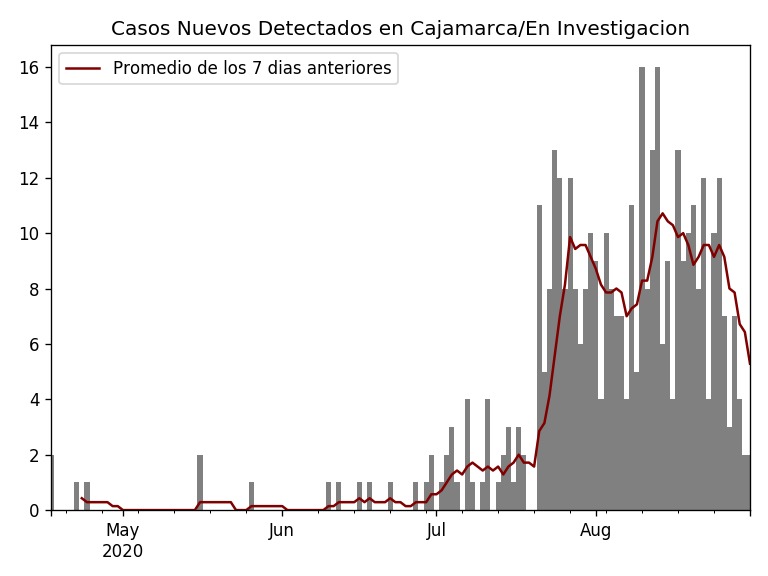 Casos Nuevos Detectados en Cajamarca/En Investigacion
Promedio de los 7 dias anteriores
16
14
12
10
8
6
4
2
0
May
2020
Jun
Jul
Aug